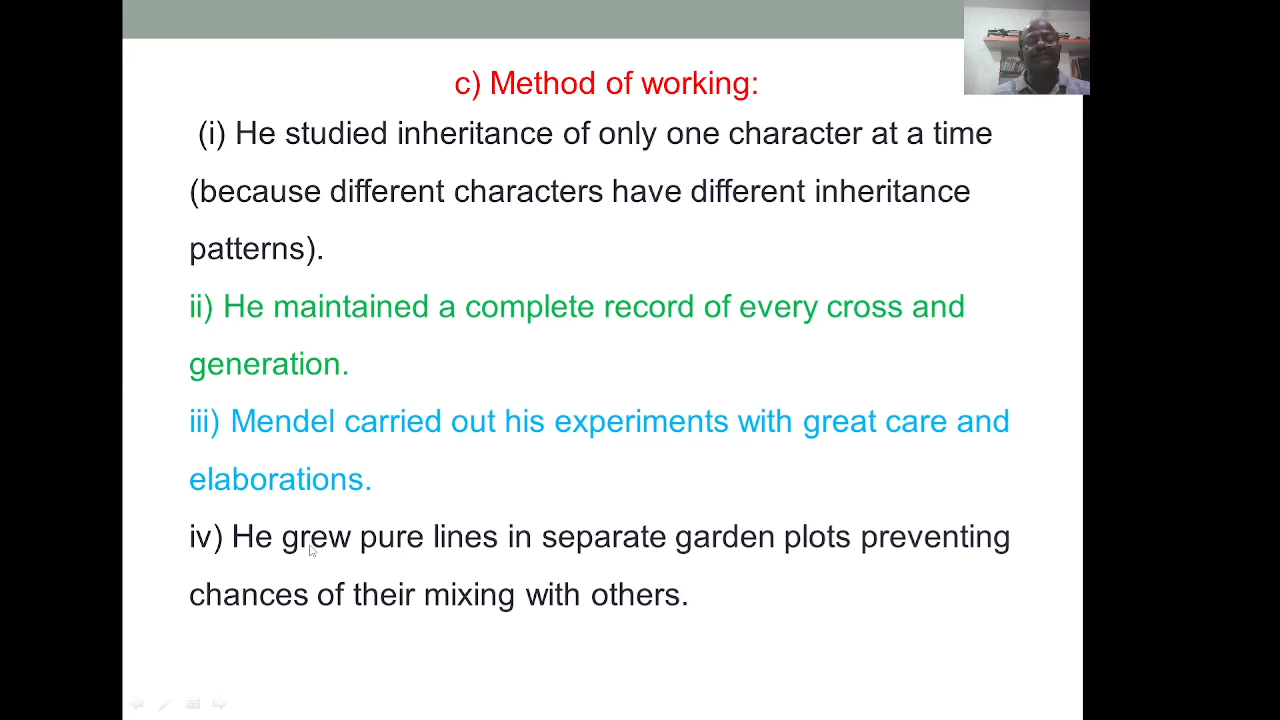 c) Method of working:
(i) He studied inheritance of only one character at a time
(because different characters have different inheritance
patterns).
ii) He maintained a complete record of every cross and
generation.
iii) Mendel carried out his experiments with great care and
elaborations.
iv) He grew pure lines in separate garden plots preventing
chances of their mixing with others.